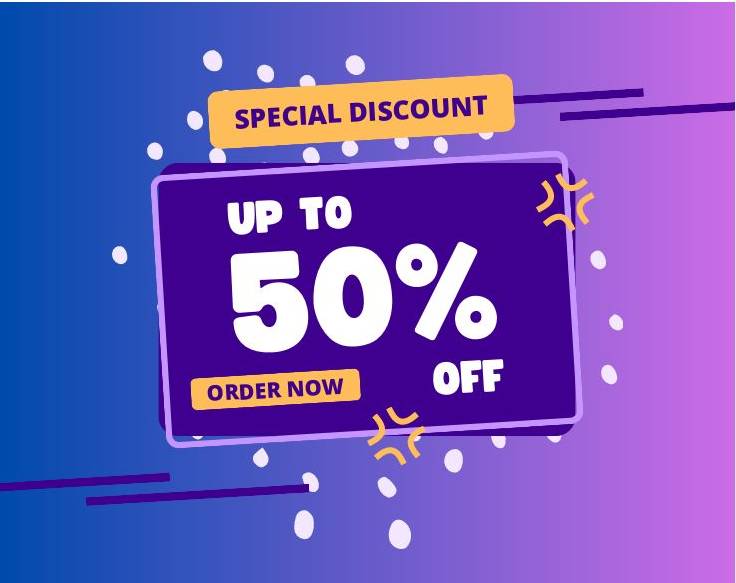 SPECIAL DISCOUNT
UP TO
50%
OFF
ORDER NOW